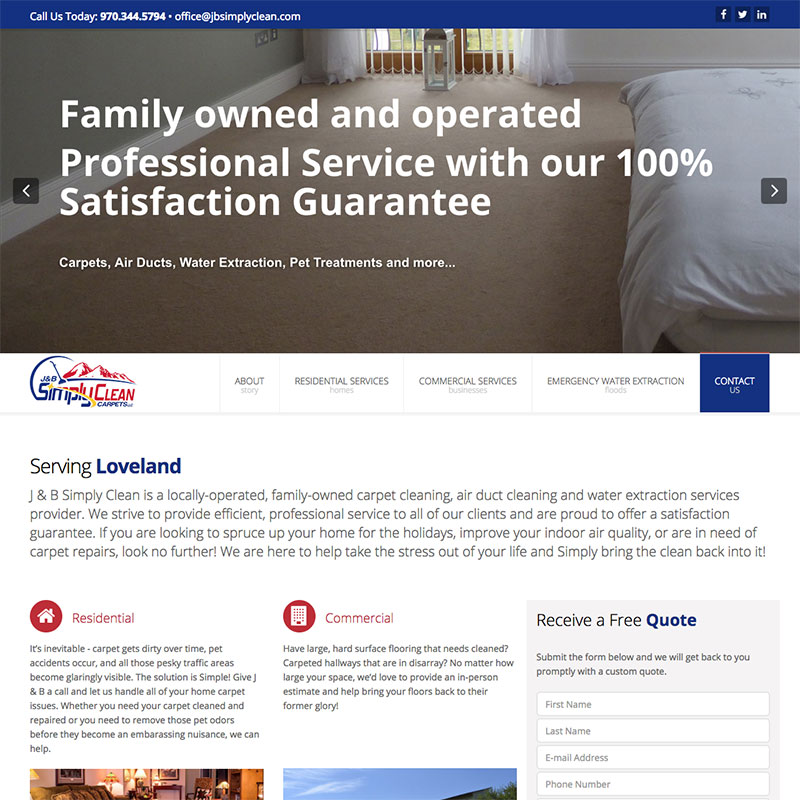 Call Us Today: 970.344.5794 • office@jbsimplyclean.com
Family owned and operated
Professional Service with our 100%
Satisfaction Guarantee
Carpets, Air Ducts, Water Extraction, Pet Treatments and more...
J&B
Simply Clean
CARPETS LLC
ABOUT
story
RESIDENTIAL SERVICES
homes
COMMERCIAL SERVICES
businesses
EMERGENCY WATER EXTRACTION
floods
CONTACT
US
Serving Loveland
J & B Simply Clean is a locally-operated, family-owned carpet cleaning, air duct cleaning and water extraction services
provider. We strive to provide efficient, professional service to all of our clients and are proud to offer a satisfaction
guarantee. If you are looking to spruce up your home for the holidays, improve your indoor air quality, or are in need of
carpet repairs, look no further! We are here to help take the stress out of your life and Simply bring the clean back into it!
Residential
It's inevitable - carpet gets dirty over time, pet
accidents occur, and all those pesky traffic areas
become glaringly visible. The solution is Simple! Give J
& B a call and let us handle all of your home carpet
issues. Whether you need your carpet cleaned and
repaired or you need to remove those pet odors
before they become an embarassing nuisance, we can
help.
Commercial
Have large, hard surface flooring that needs cleaned?
Carpeted hallways that are in disarray? No matter how
large your space, we'd love to provide an in-person
estimate and help bring your floors back to their
former glory!
Receive a Free Quote
Submit the form below and we will get back to you
promptly with a custom quote.
First Name
Last Name
E-mail Address
Phone Number